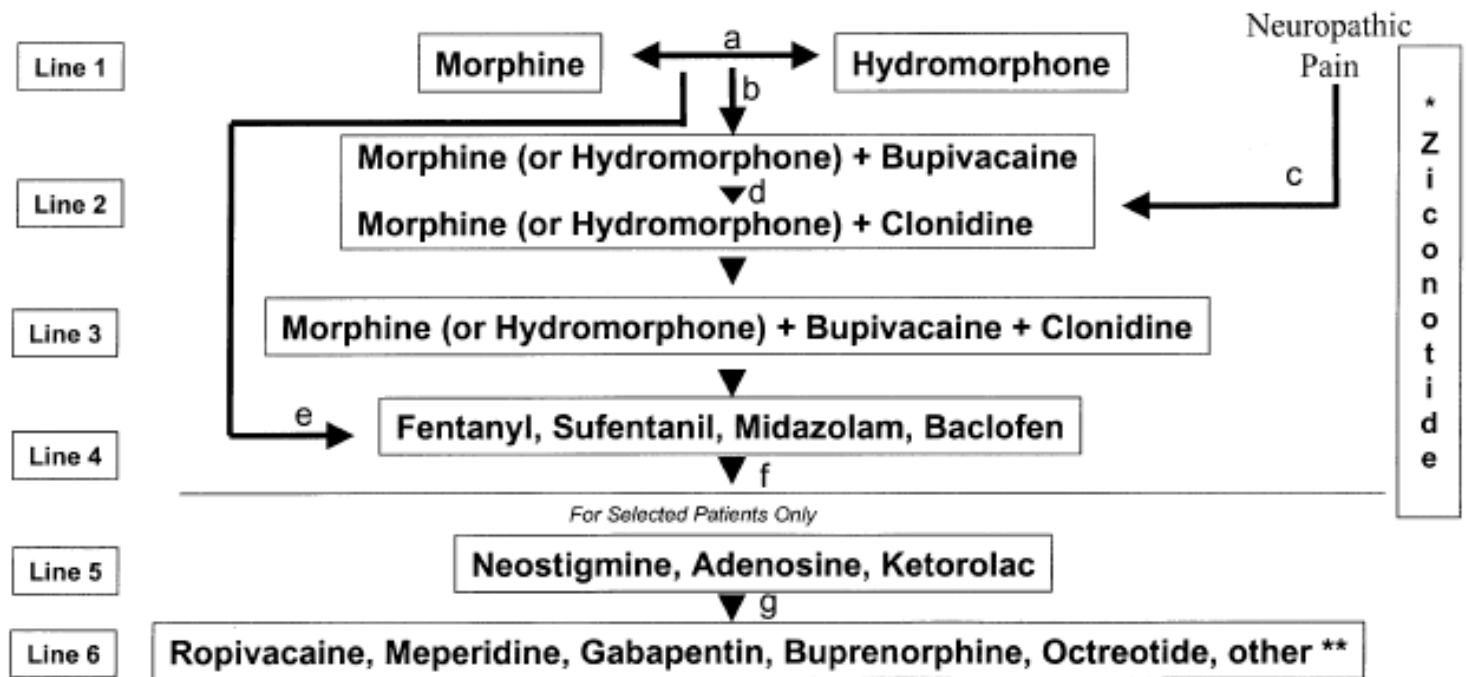 Neuropathic
Pain
Line 1
Morphine
a
Hydromorphone
b
Line 2
Morphine (or Hydromorphone) + Bupivacaine
d
Morphine (or Hydromorphone) + Clonidine
c
Line 3
Morphine (or Hydromorphone) + Bupivacaine + Clonidine
Line 4
e
Fentanyl, Sufentanil, Midazolam, Baclofen
f
* Ziconotide
For Selected Patients Only
Line 5
Neostigmine, Adenosine, Ketorolac
g
Line 6
Ropivacaine, Meperidine, Gabapentin, Buprenorphine, Octreotide, other **